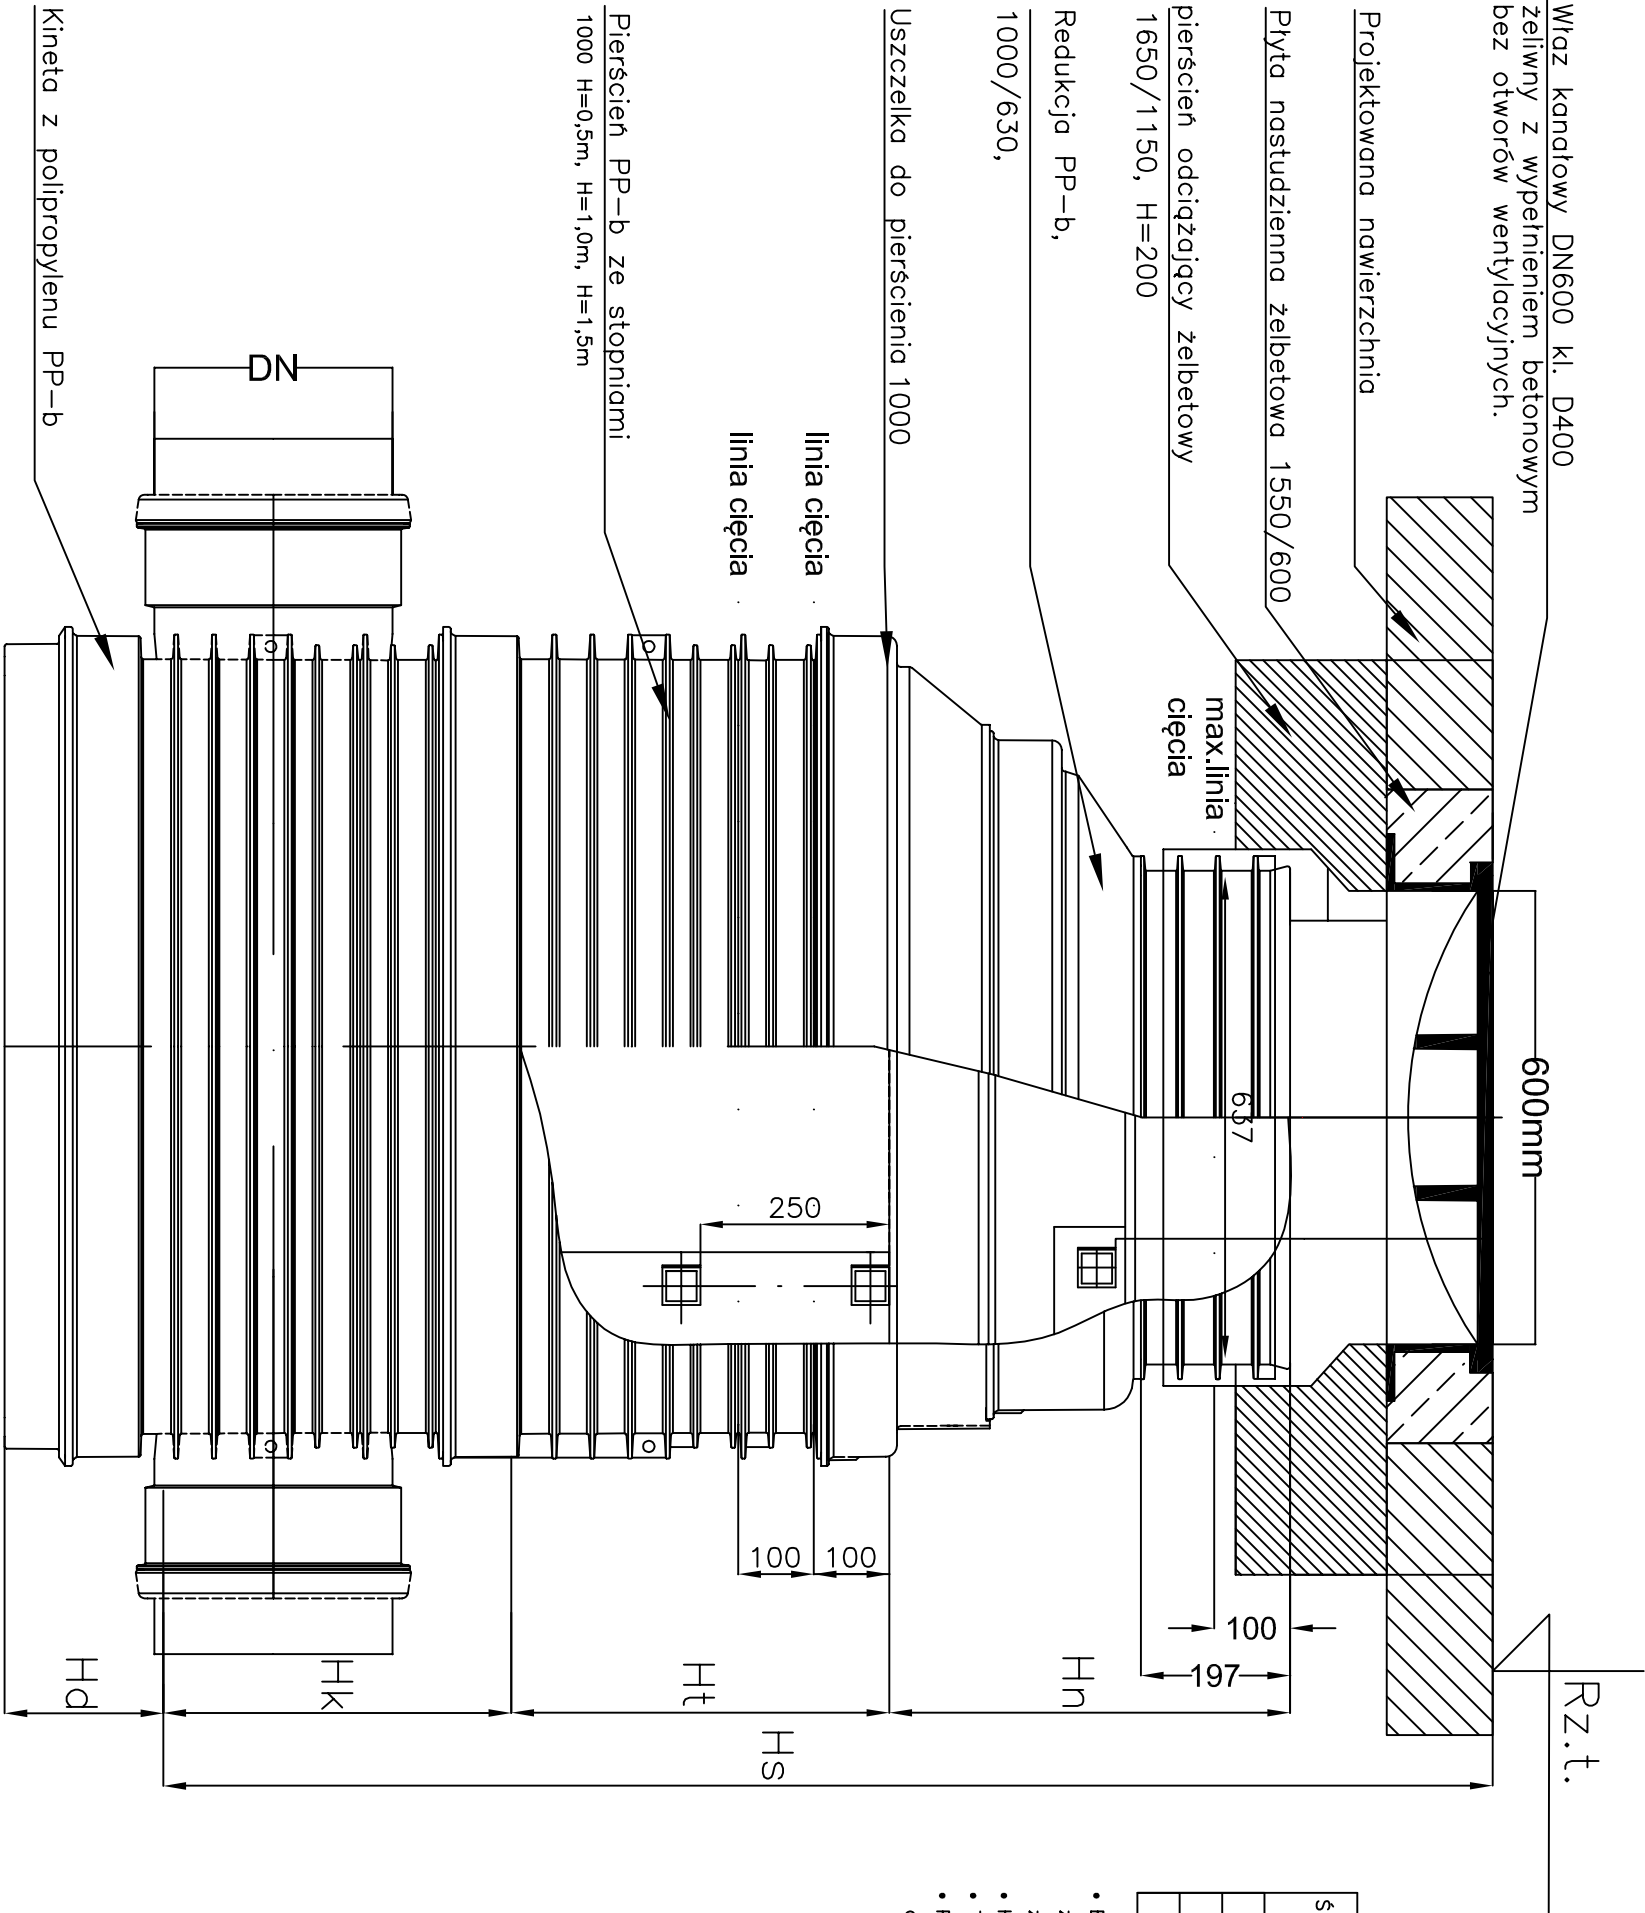 Właz kanałowy DN600 kl. D400
żeliwny z wypełnieniem betonowym
bez otworów wentylacyjnych.
Projektowana nawierzchnia
Płyta nastudzienna żelbetowa 1550/600
pierścień odciążający żelbetowy
1650/1150, H=200
Redukcja PP-b,
1000/630,
Uszczelka do pierścienia 1000
Pierścień PP-b ze stopniami
1000 H=0,5m, H=1,0m, H=1,5m
Kineta z polipropylenu PP-b
DN
linia cięcia
linia cięcia
max.linia
cięcia
600mm
637
250
100
100
100
197
Hn
Ht
Hk
Hd
Hs
Rz.t.